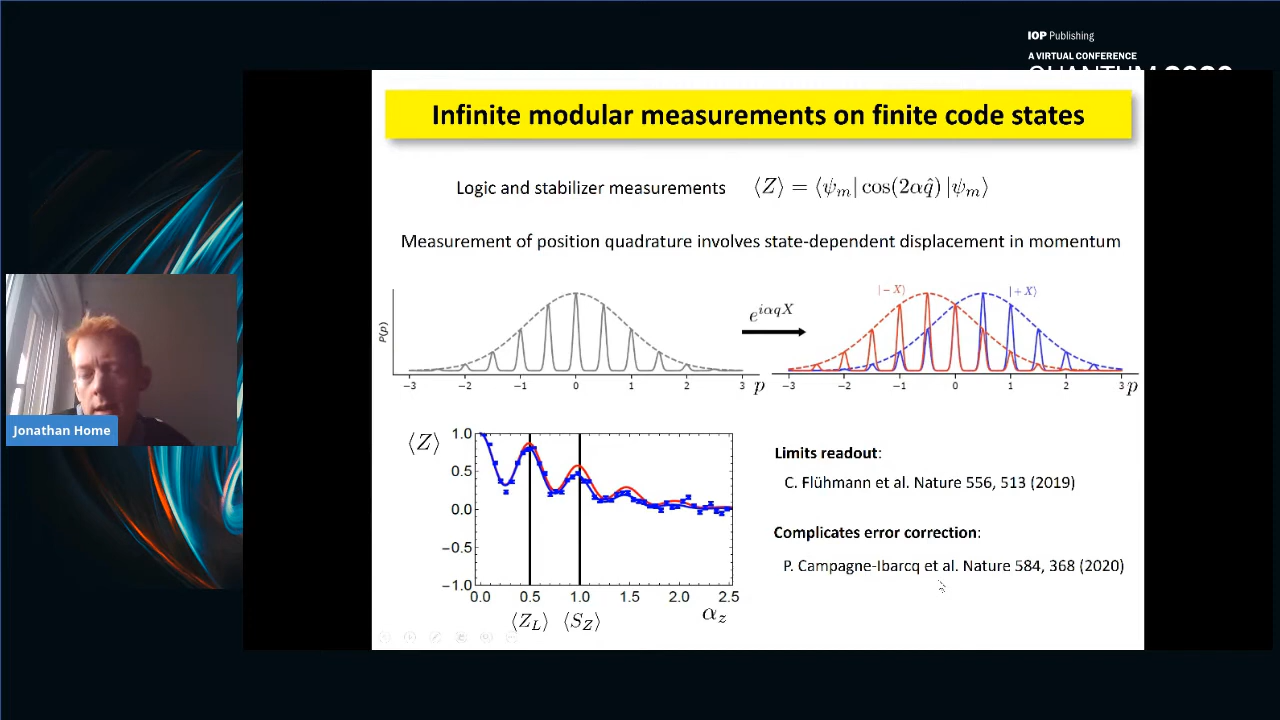 IOP Publishing
A VIRTUAL CONFERENCE
Infinite modular measurements on finite code states
Logic and stabilizer measurements ⟨Z⟩ = ⟨ψm| cos(2αq̂) |ψm⟩
Measurement of position quadrature involves state-dependent displacement in momentum
P(p)
−3 −2 −1 0 1 2 3 p
e^{iαqX}
|−X⟩ |+X⟩
−3 −2 −1 0 1 2 3 p
⟨Z⟩
1.0
0.5
0.0
−0.5
−1.0
0.0 0.5 1.0 1.5 2.0 2.5
⟨Z_L⟩ ⟨S_Z⟩ α_z
Limits readout:
C. Flühmann et al. Nature 556, 513 (2019)
Complicates error correction:
P. Campagne-Ibarcq et al. Nature 584, 368 (2020)
Jonathan Home